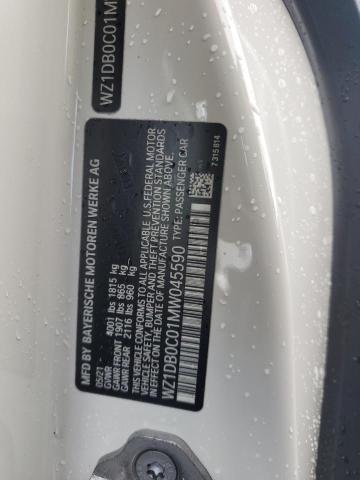 WZ1DB0C01M
MFD BY BAYERISCHE MOTOREN WERKE AG
05/21
GVWR 4001 lbs 1815 kg
GAWR FRONT 1907 lbs 865 kg
GAWR REAR 2116 lbs 960 kg
THIS VEHICLE CONFORMS TO ALL APPLICABLE U.S.FEDERAL MOTOR
VEHICLE SAFETY, BUMPER, AND THEFT PREVENTION STANDARDS
IN EFFECT ON THE DATE OF MANUFACTURE SHOWN ABOVE.
WZ1DB0C01MW045590 TYPE: PASSENGER CAR
7315814